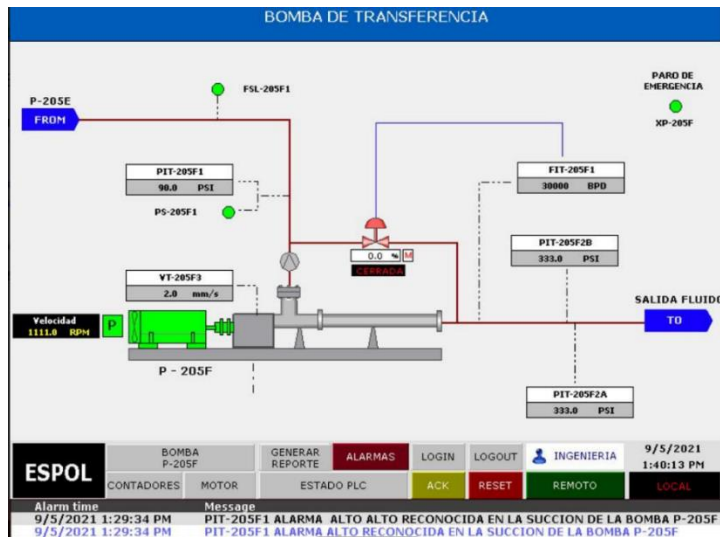 BOMBA DE TRANSFERENCIA
PARO DE
EMERGENCIA
XP-205F
FSL-205F1
P-205E
FROM
PIT-205F1
90.0 PSI
PS-205F1
FIT-205F1
30000 BPD
0.0 % M
CERRADA
PIT-205F2B
333.0 PSI
VT-205F3
2.0 mm/s
SALIDA FLUIDO
TO
Velocidad
1111.0 RPM
P
P - 205F
PIT-205F2A
333.0 PSI
ESPOL
BOMBA
P-205F
GENERAR
REPORTE
ALARMAS
LOGIN
LOGOUT
INGENIERIA
9/5/2021
1:40:13 PM
CONTADORES
MOTOR
ESTADO PLC
ACK
RESET
REMOTO
LOCAL
Alarm time Message
9/5/2021 1:29:34 PM PIT-205F1 ALARMA ALTO ALTO RECONOCIDA EN LA SUCCION DE LA BOMBA P-205F
9/5/2021 1:29:34 PM PIT-205F1 ALARMA ALTO RECONOCIDA EN LA SUCCION DE LA BOMBA P-205F